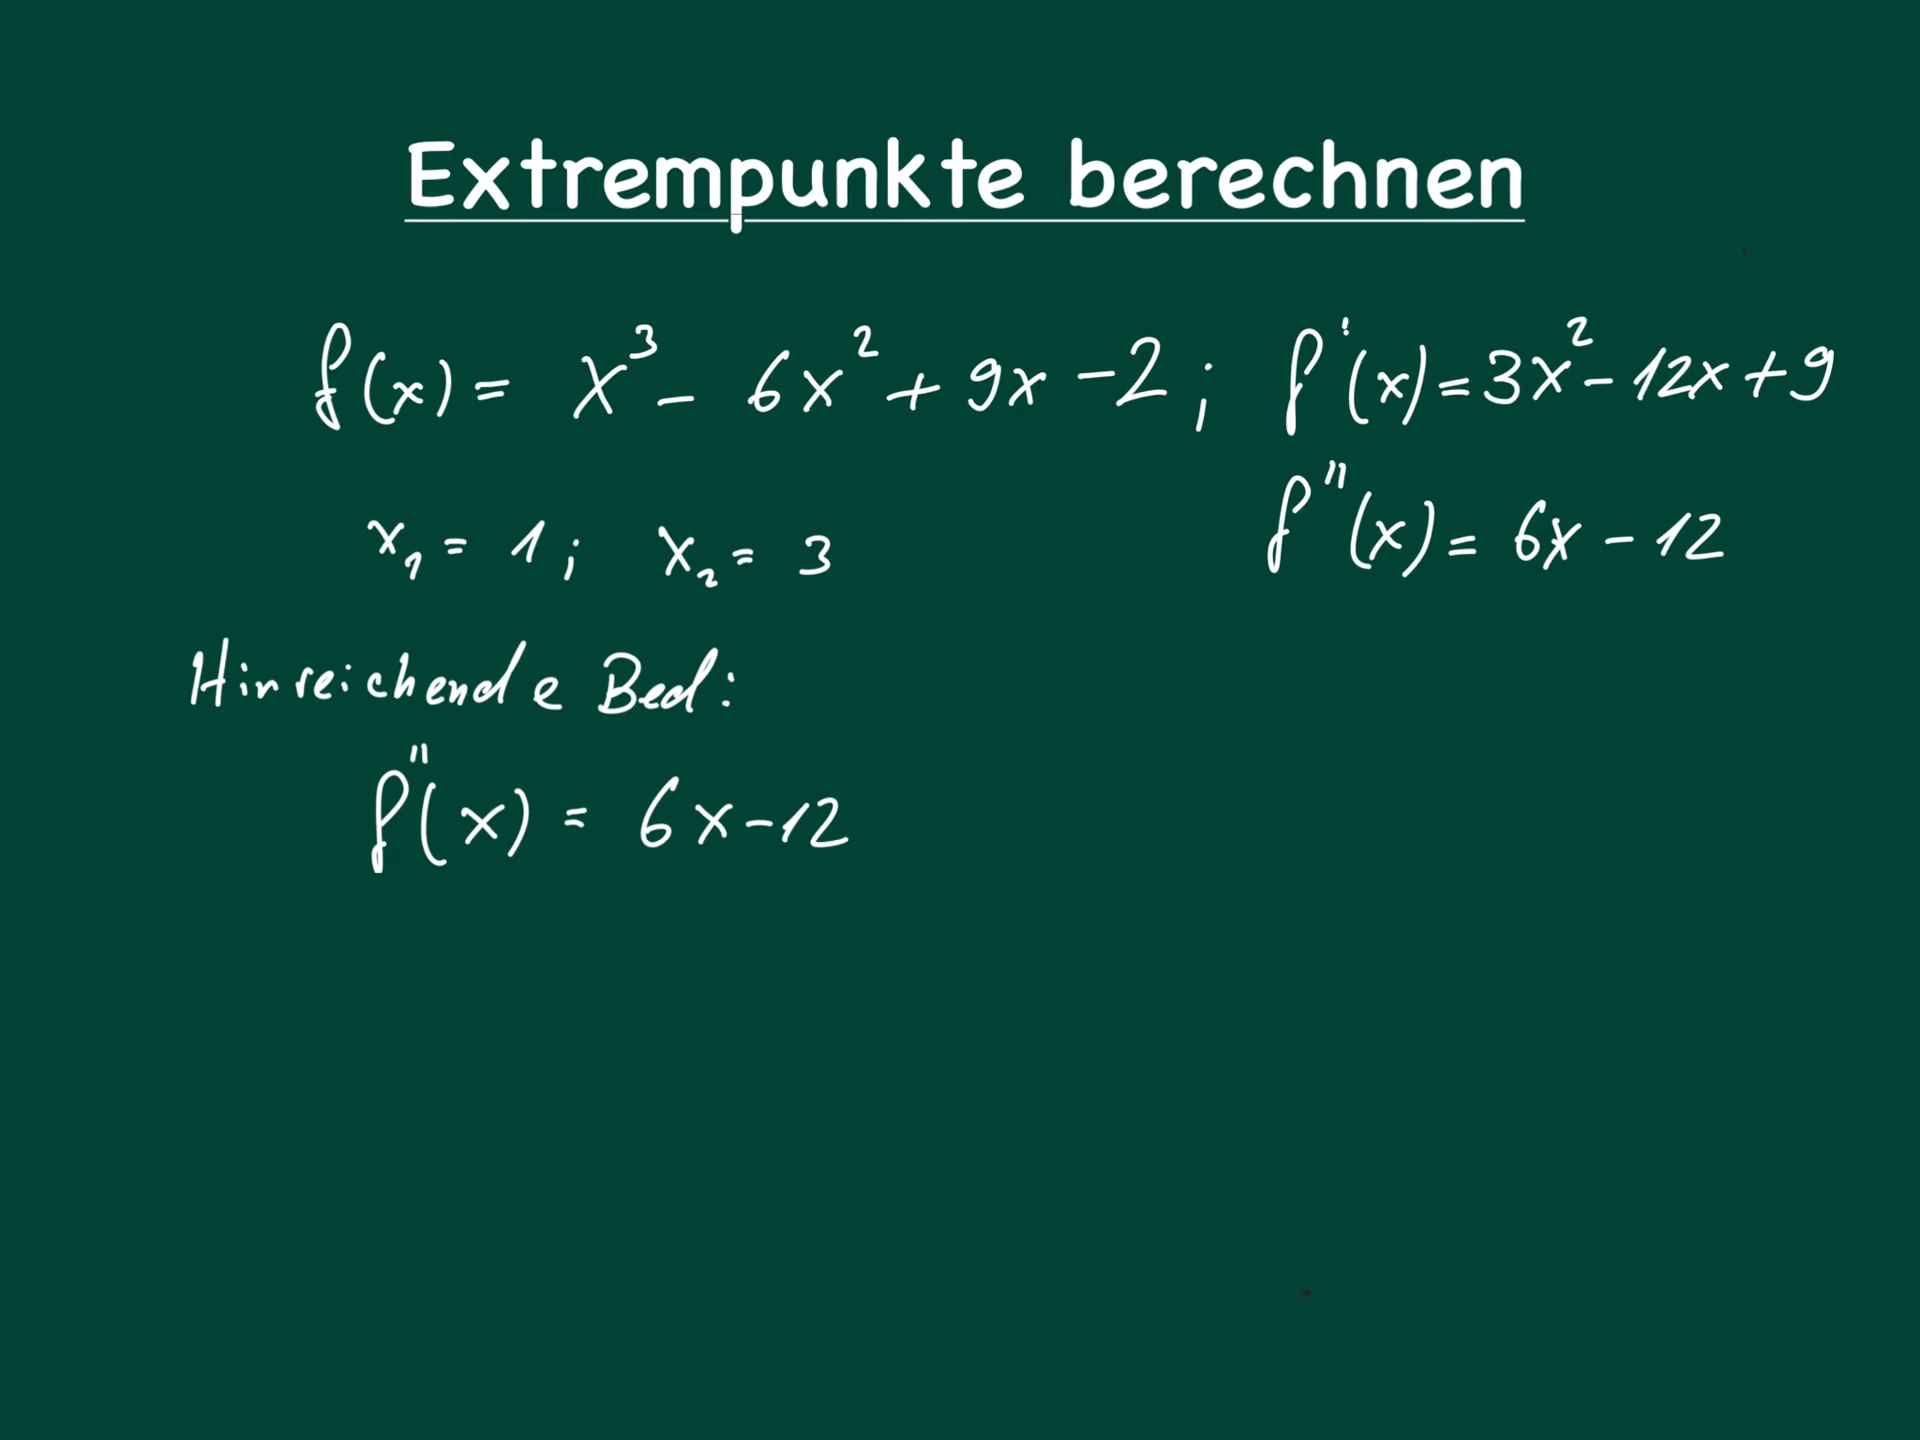 Extrempunkte berechnen
f(x) = x³ - 6x² + 9x - 2 ; f'(x) = 3x² - 12x + 9
f''(x) = 6x - 12
x₁ = 1 ; x₂ = 3
Hinreichende Bed:
f''(x) = 6x - 12